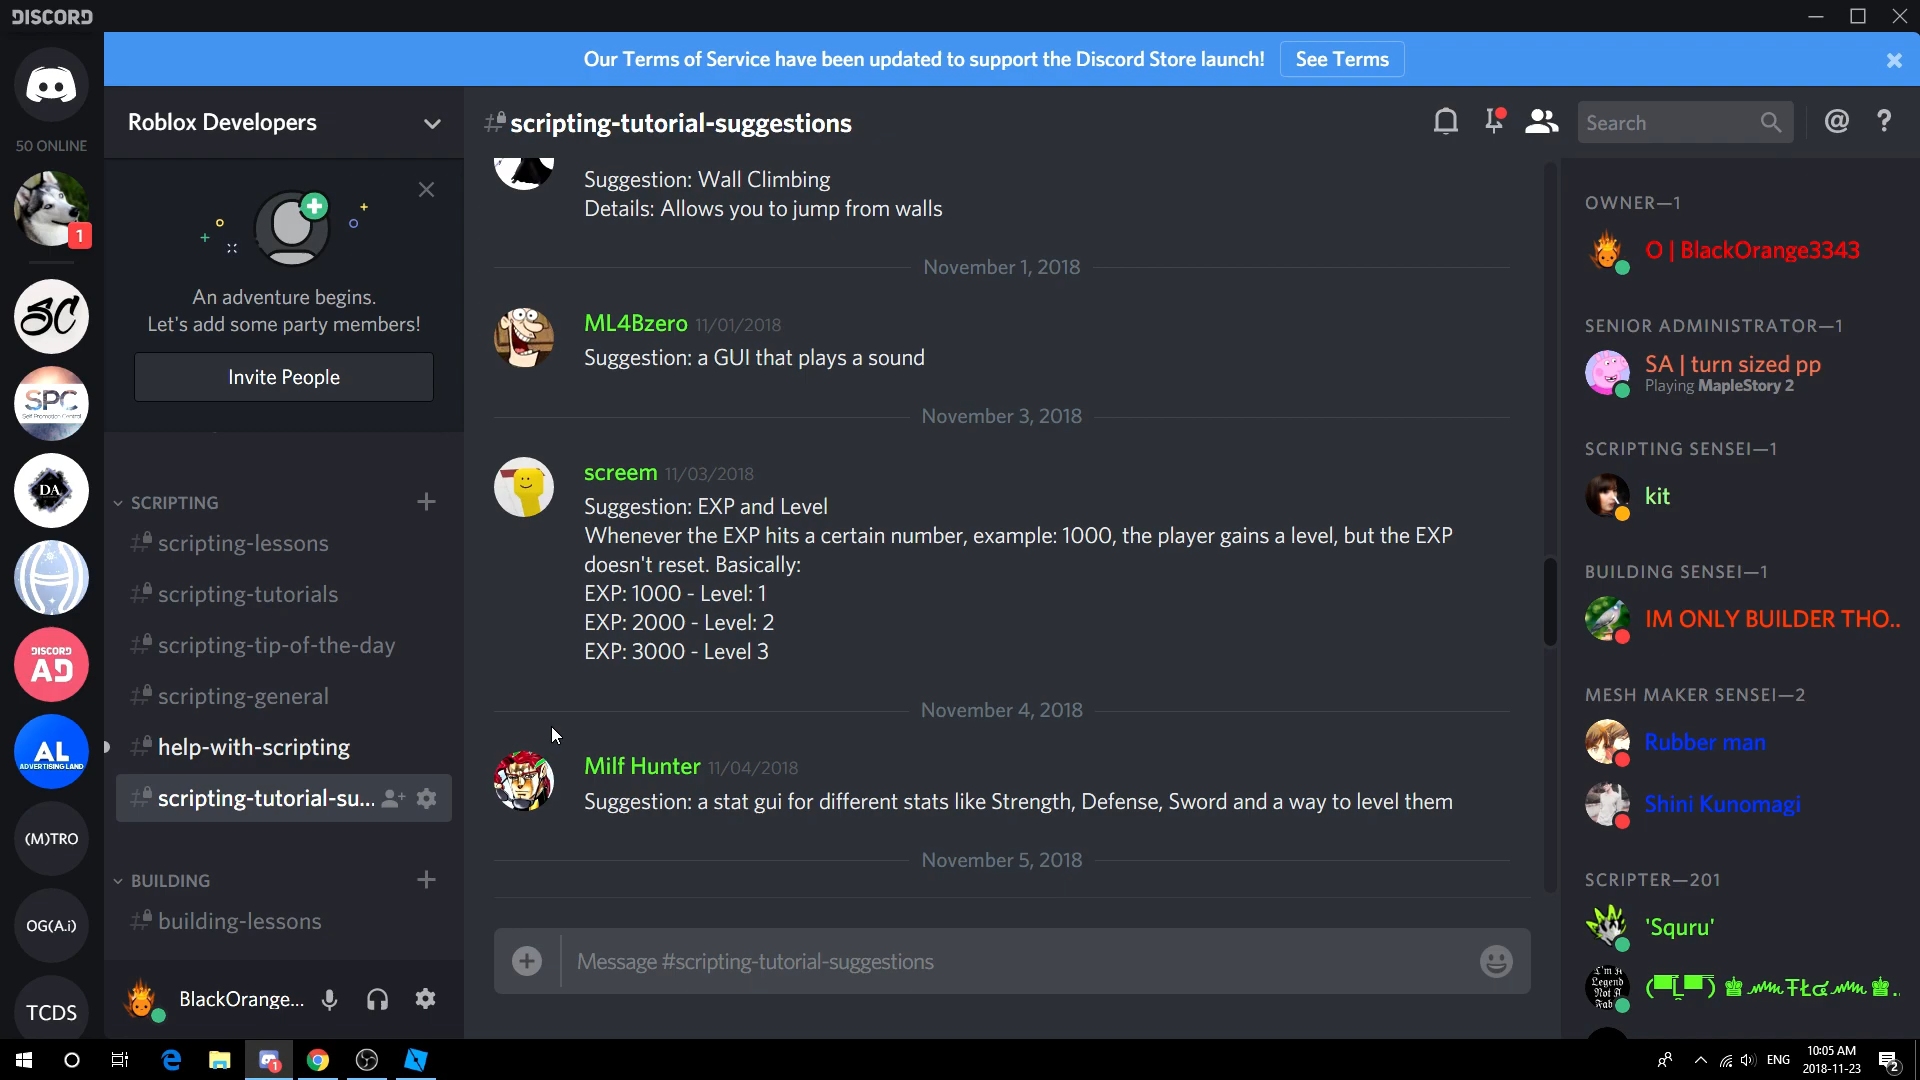 DISCORD
Our Terms of Service have been updated to support the Discord Store launch!
See Terms
50 ONLINE
1
SC
SPC
DA
DISCORD
AD
AL
ADVERTISING LAND
(M)TRO
OG(A.i)
TCDS
Roblox Developers
An adventure begins.
Let's add some party members!
Invite People
SCRIPTING
scripting-lessons
scripting-tutorials
scripting-tip-of-the-day
scripting-general
help-with-scripting
scripting-tutorial-su...
BUILDING
building-lessons
BlackOrange...
scripting-tutorial-suggestions
Search
Suggestion: Wall Climbing
Details: Allows you to jump from walls
November 1, 2018
ML4Bzero 11/01/2018
Suggestion: a GUI that plays a sound
November 3, 2018
screem 11/03/2018
Suggestion: EXP and Level
Whenever the EXP hits a certain number, example: 1000, the player gains a level, but the EXP
doesn't reset. Basically:
EXP: 1000 - Level: 1
EXP: 2000 - Level: 2
EXP: 3000 - Level 3
November 4, 2018
Milf Hunter 11/04/2018
Suggestion: a stat gui for different stats like Strength, Defense, Sword and a way to level them
November 5, 2018
Message #scripting-tutorial-suggestions
OWNER—1
O | BlackOrange3343
SENIOR ADMINISTRATOR—1
SA | turn sized pp
Playing MapleStory 2
SCRIPTING SENSEI—1
kit
BUILDING SENSEI—1
IM ONLY BUILDER THO..
MESH MAKER SENSEI—2
Rubber man
Shini Kunomagi
SCRIPTER—201
'Squru'
I'm A
Legend
Not A
1
ENG
10:05 AM
2018-11-23
2